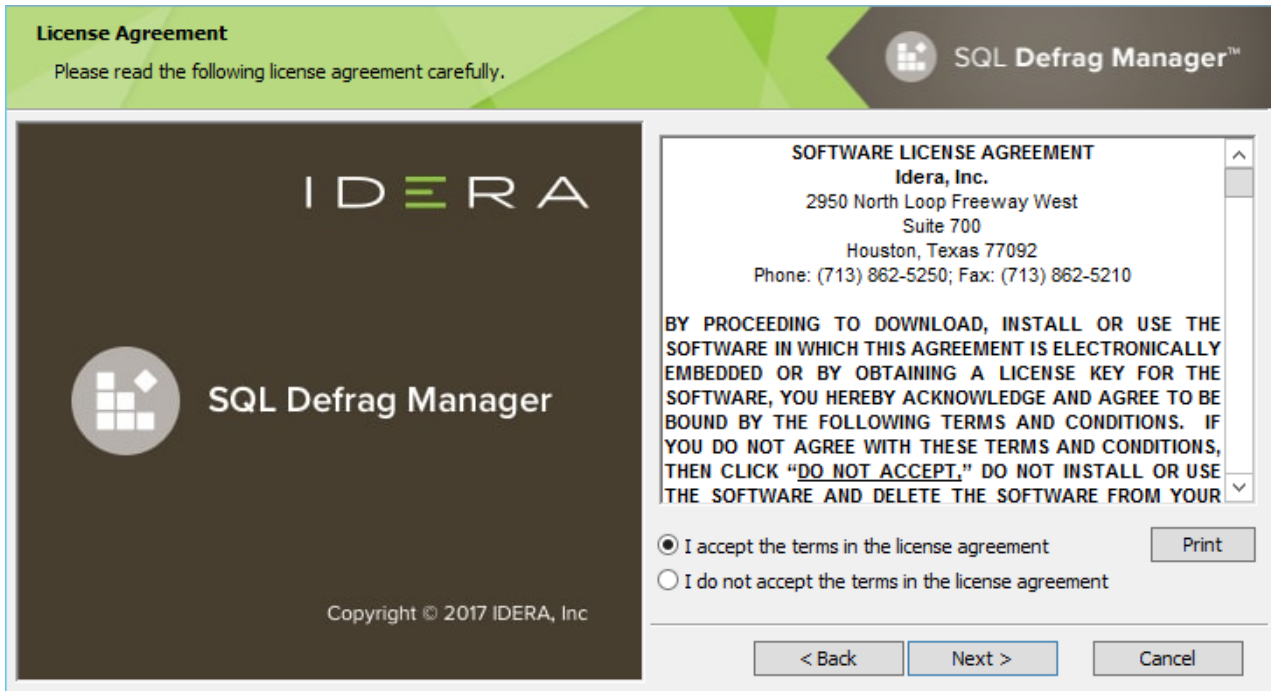 License Agreement
Please read the following license agreement carefully.
SQL Defrag Manager™
IDERA
SQL Defrag Manager
Copyright © 2017 IDERA, Inc
SOFTWARE LICENSE AGREEMENT
Idera, Inc.
2950 North Loop Freeway West
Suite 700
Houston, Texas 77092
Phone: (713) 862-5250; Fax: (713) 862-5210
BY PROCEEDING TO DOWNLOAD, INSTALL OR USE THE
SOFTWARE IN WHICH THIS AGREEMENT IS ELECTRONICALLY
EMBEDDED OR BY OBTAINING A LICENSE KEY FOR THE
SOFTWARE, YOU HEREBY ACKNOWLEDGE AND AGREE TO BE
BOUND BY THE FOLLOWING TERMS AND CONDITIONS. IF
YOU DO NOT AGREE WITH THESE TERMS AND CONDITIONS,
THEN CLICK “DO NOT ACCEPT,” DO NOT INSTALL OR USE
THE SOFTWARE AND DELETE THE SOFTWARE FROM YOUR
I accept the terms in the license agreement
Print
I do not accept the terms in the license agreement
< Back
Next >
Cancel